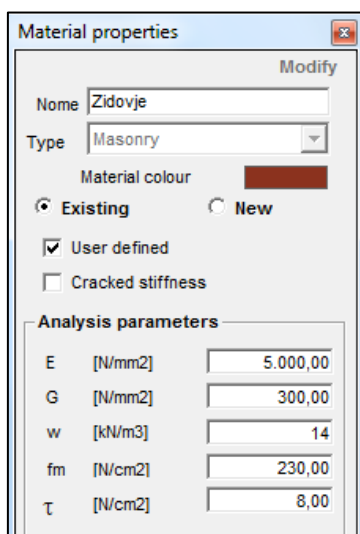 Material properties
Modify
Nome Zidovje
Type Masonry
Material colour
Existing New
User defined
Cracked stiffness
Analysis parameters
E [N/mm2] 5.000,00
G [N/mm2] 300,00
w [kN/m3] 14
fm [N/cm2] 230,00
τ [N/cm2] 8,00